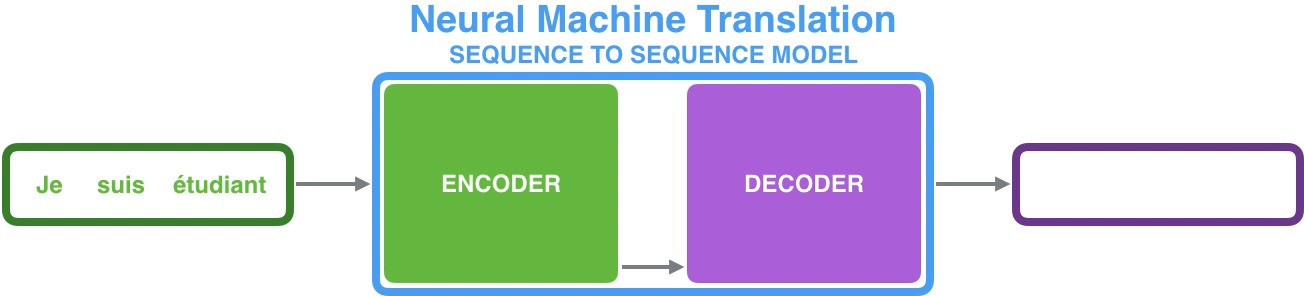 Neural Machine Translation
SEQUENCE TO SEQUENCE MODEL
Je suis étudiant
ENCODER
DECODER